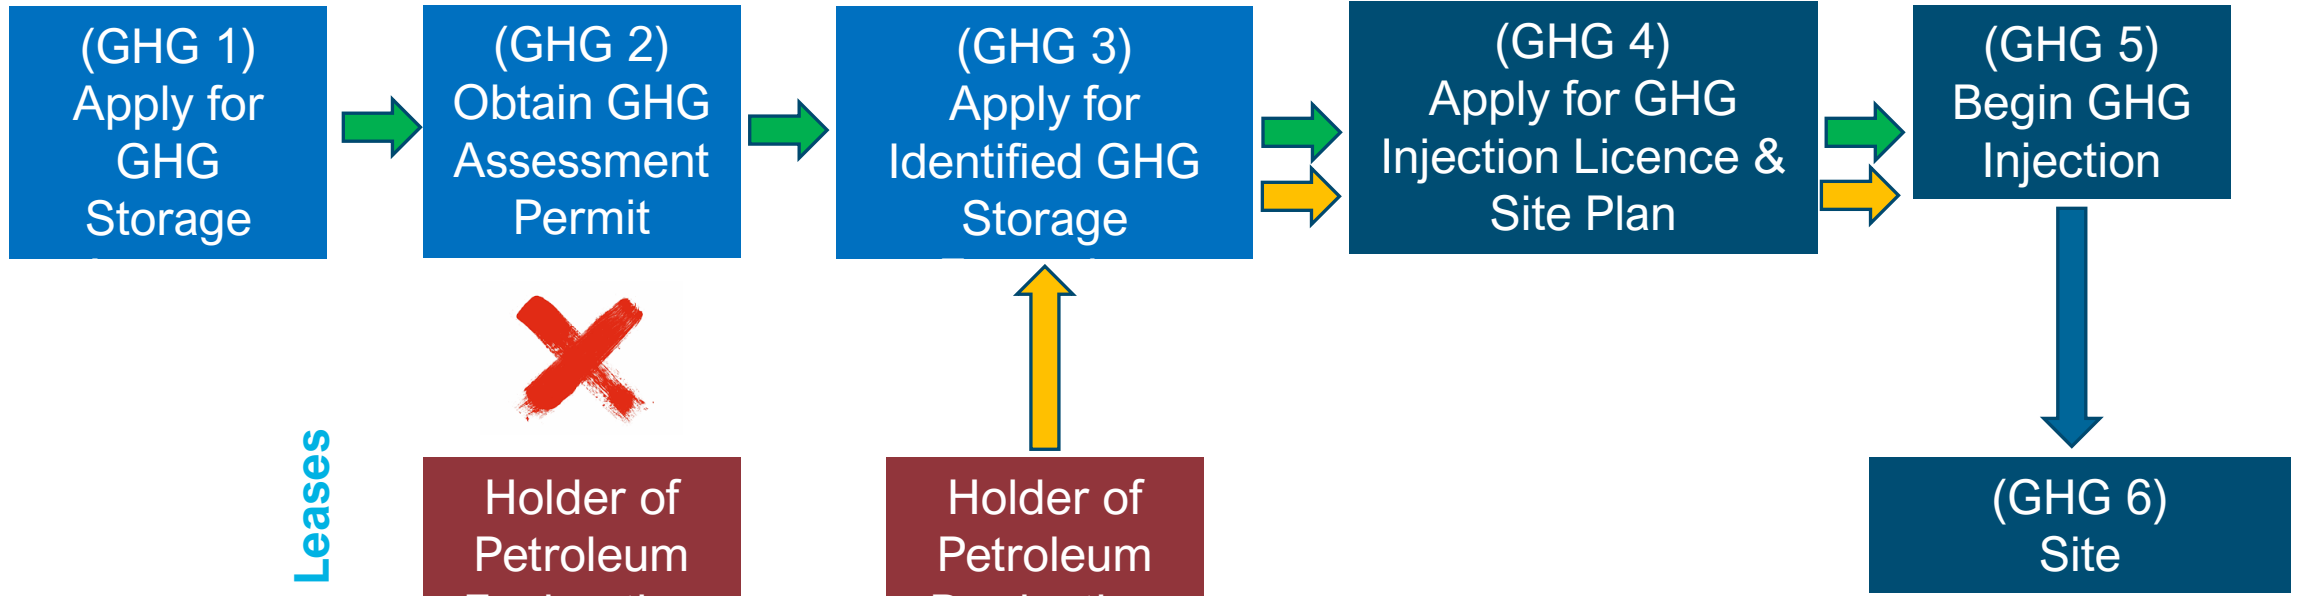 (GHG 1)
Apply for
GHG
Storage
(GHG 2)
Obtain GHG
Assessment
Permit
(GHG 3)
Apply for
Identified GHG
Storage
(GHG 4)
Apply for GHG
Injection Licence &
Site Plan
(GHG 5)
Begin GHG
Injection
Leases
Holder of
Petroleum
Holder of
Petroleum
(GHG 6)
Site